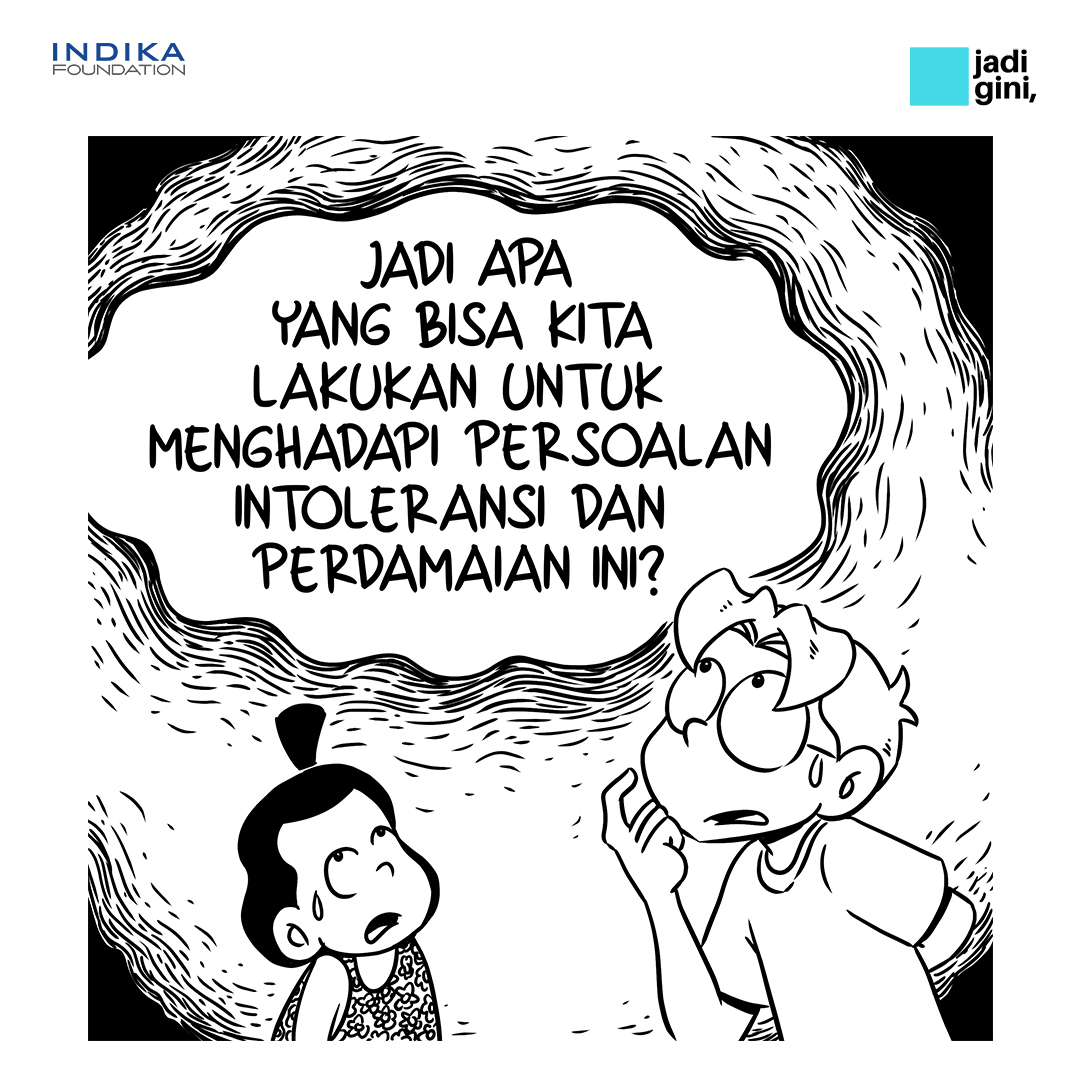 INDIKA
FOUNDATION
jadi
gini,
JADI APA
YANG BISA KITA
LAKUKAN UNTUK
MENGHADAPI PERSOALAN
INTOLERANSI DAN
PERDAMAIAN INI?